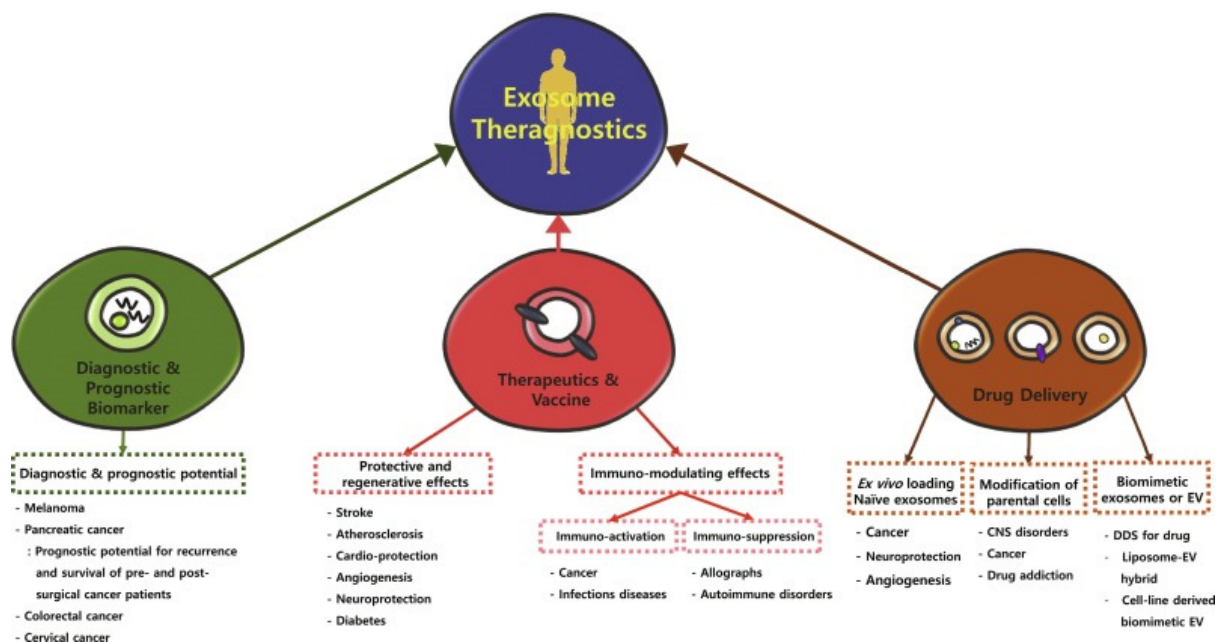 Exosome
Theragnostics
Diagnostic &
Prognostic
Biomarker
Diagnostic & prognostic potential
- Melanoma
- Pancreatic cancer
: Prognostic potential for recurrence
and survival of pre- and post-
surgical cancer patients
- Colorectal cancer
- Cervical cancer
Therapeutics &
Vaccine
Protective and
regenerative effects
- Stroke
- Atherosclerosis
- Cardio-protection
- Angiogenesis
- Neuroprotection
- Diabetes
Immuno-modulating effects
Immuno-activation
- Cancer
- Infections diseases
Immuno-suppression
- Allographs
- Autoimmune disorders
Drug Delivery
Ex vivo loading
Naïve exosomes
- Cancer
- Neuroprotection
- Angiogenesis
Modification of
parental cells
- CNS disorders
- Cancer
- Drug addiction
Biomimetic
exosomes or EV
- DDS for drug
- Liposome-EV
hybrid
- Cell-line derived
biomimetic EV